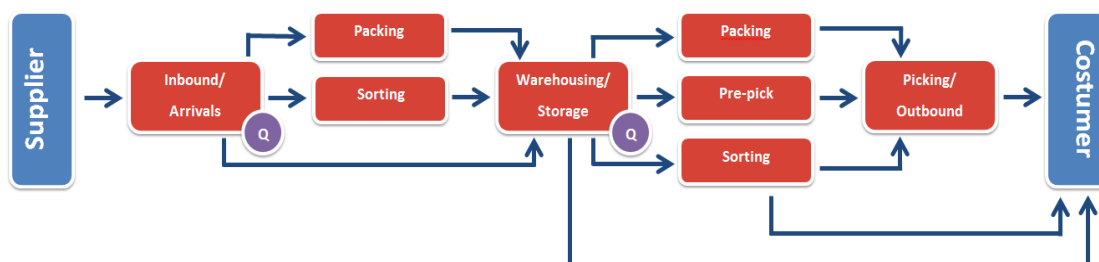 Supplier
Inbound/
Arrivals
Q
Packing
Sorting
Warehousing/
Storage
Q
Packing
Pre-pick
Sorting
Picking/
Outbound
Costumer